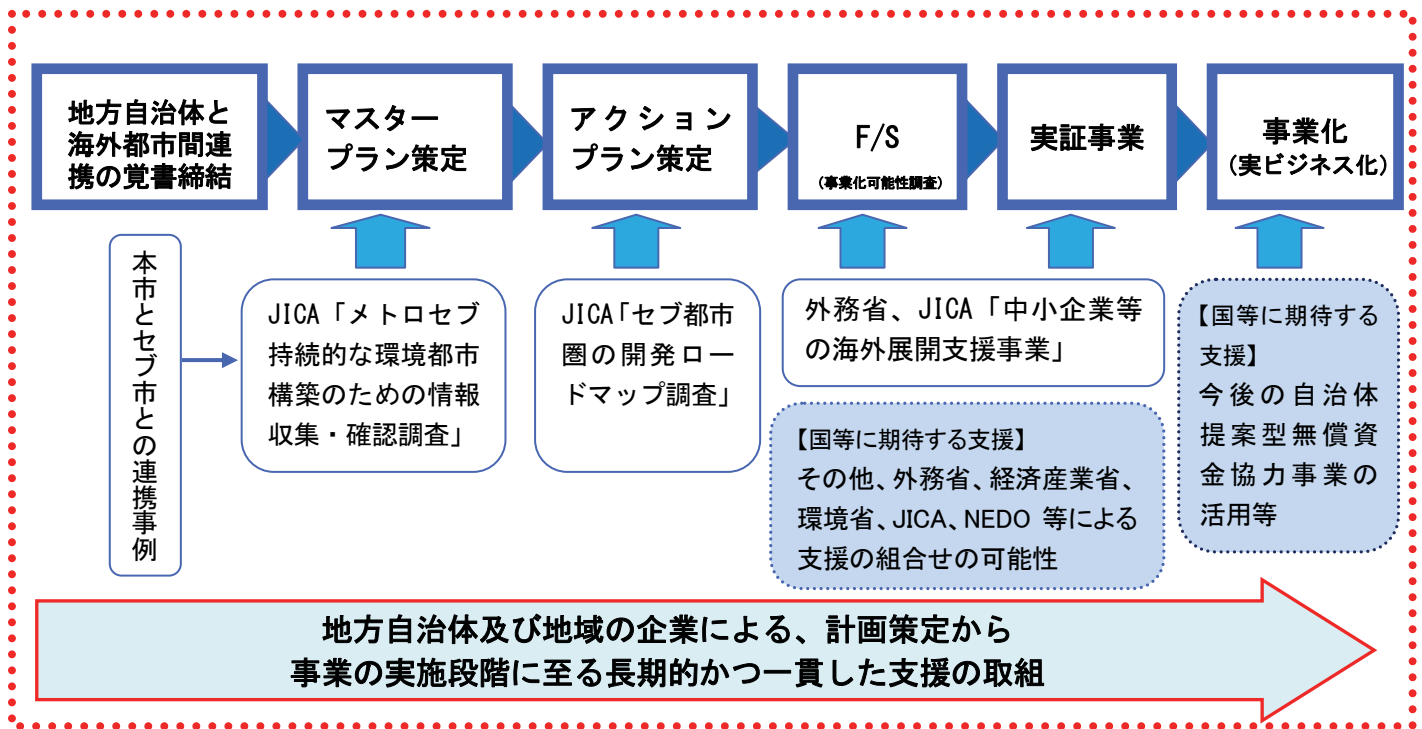 地方自治体と
海外都市間連
携の覚書締結
マスター
プラン策定
アクション
プラン策定
F/S
(事業化可能性調査)
実証事業
事業化
(実ビジネス化)
本市とセブ市との連携事例
JICA「メトロセブ
持続的な環境都市
構築のための情報
収集・確認調査」
JICA「セブ都市
圏の開発ロー
ドマップ調査」
外務省、JICA「中小企業等
の海外展開支援事業」
【国等に期待する支援】
その他、外務省、経済産業省、
環境省、JICA、NEDO 等による
支援の組合せの可能性
【国等に期待する
支援】
今後の自治体
提案型無償資
金協力事業の
活用等
地方自治体及び地域の企業による、計画策定から
事業の実施段階に至る長期的かつ一貫した支援の取組